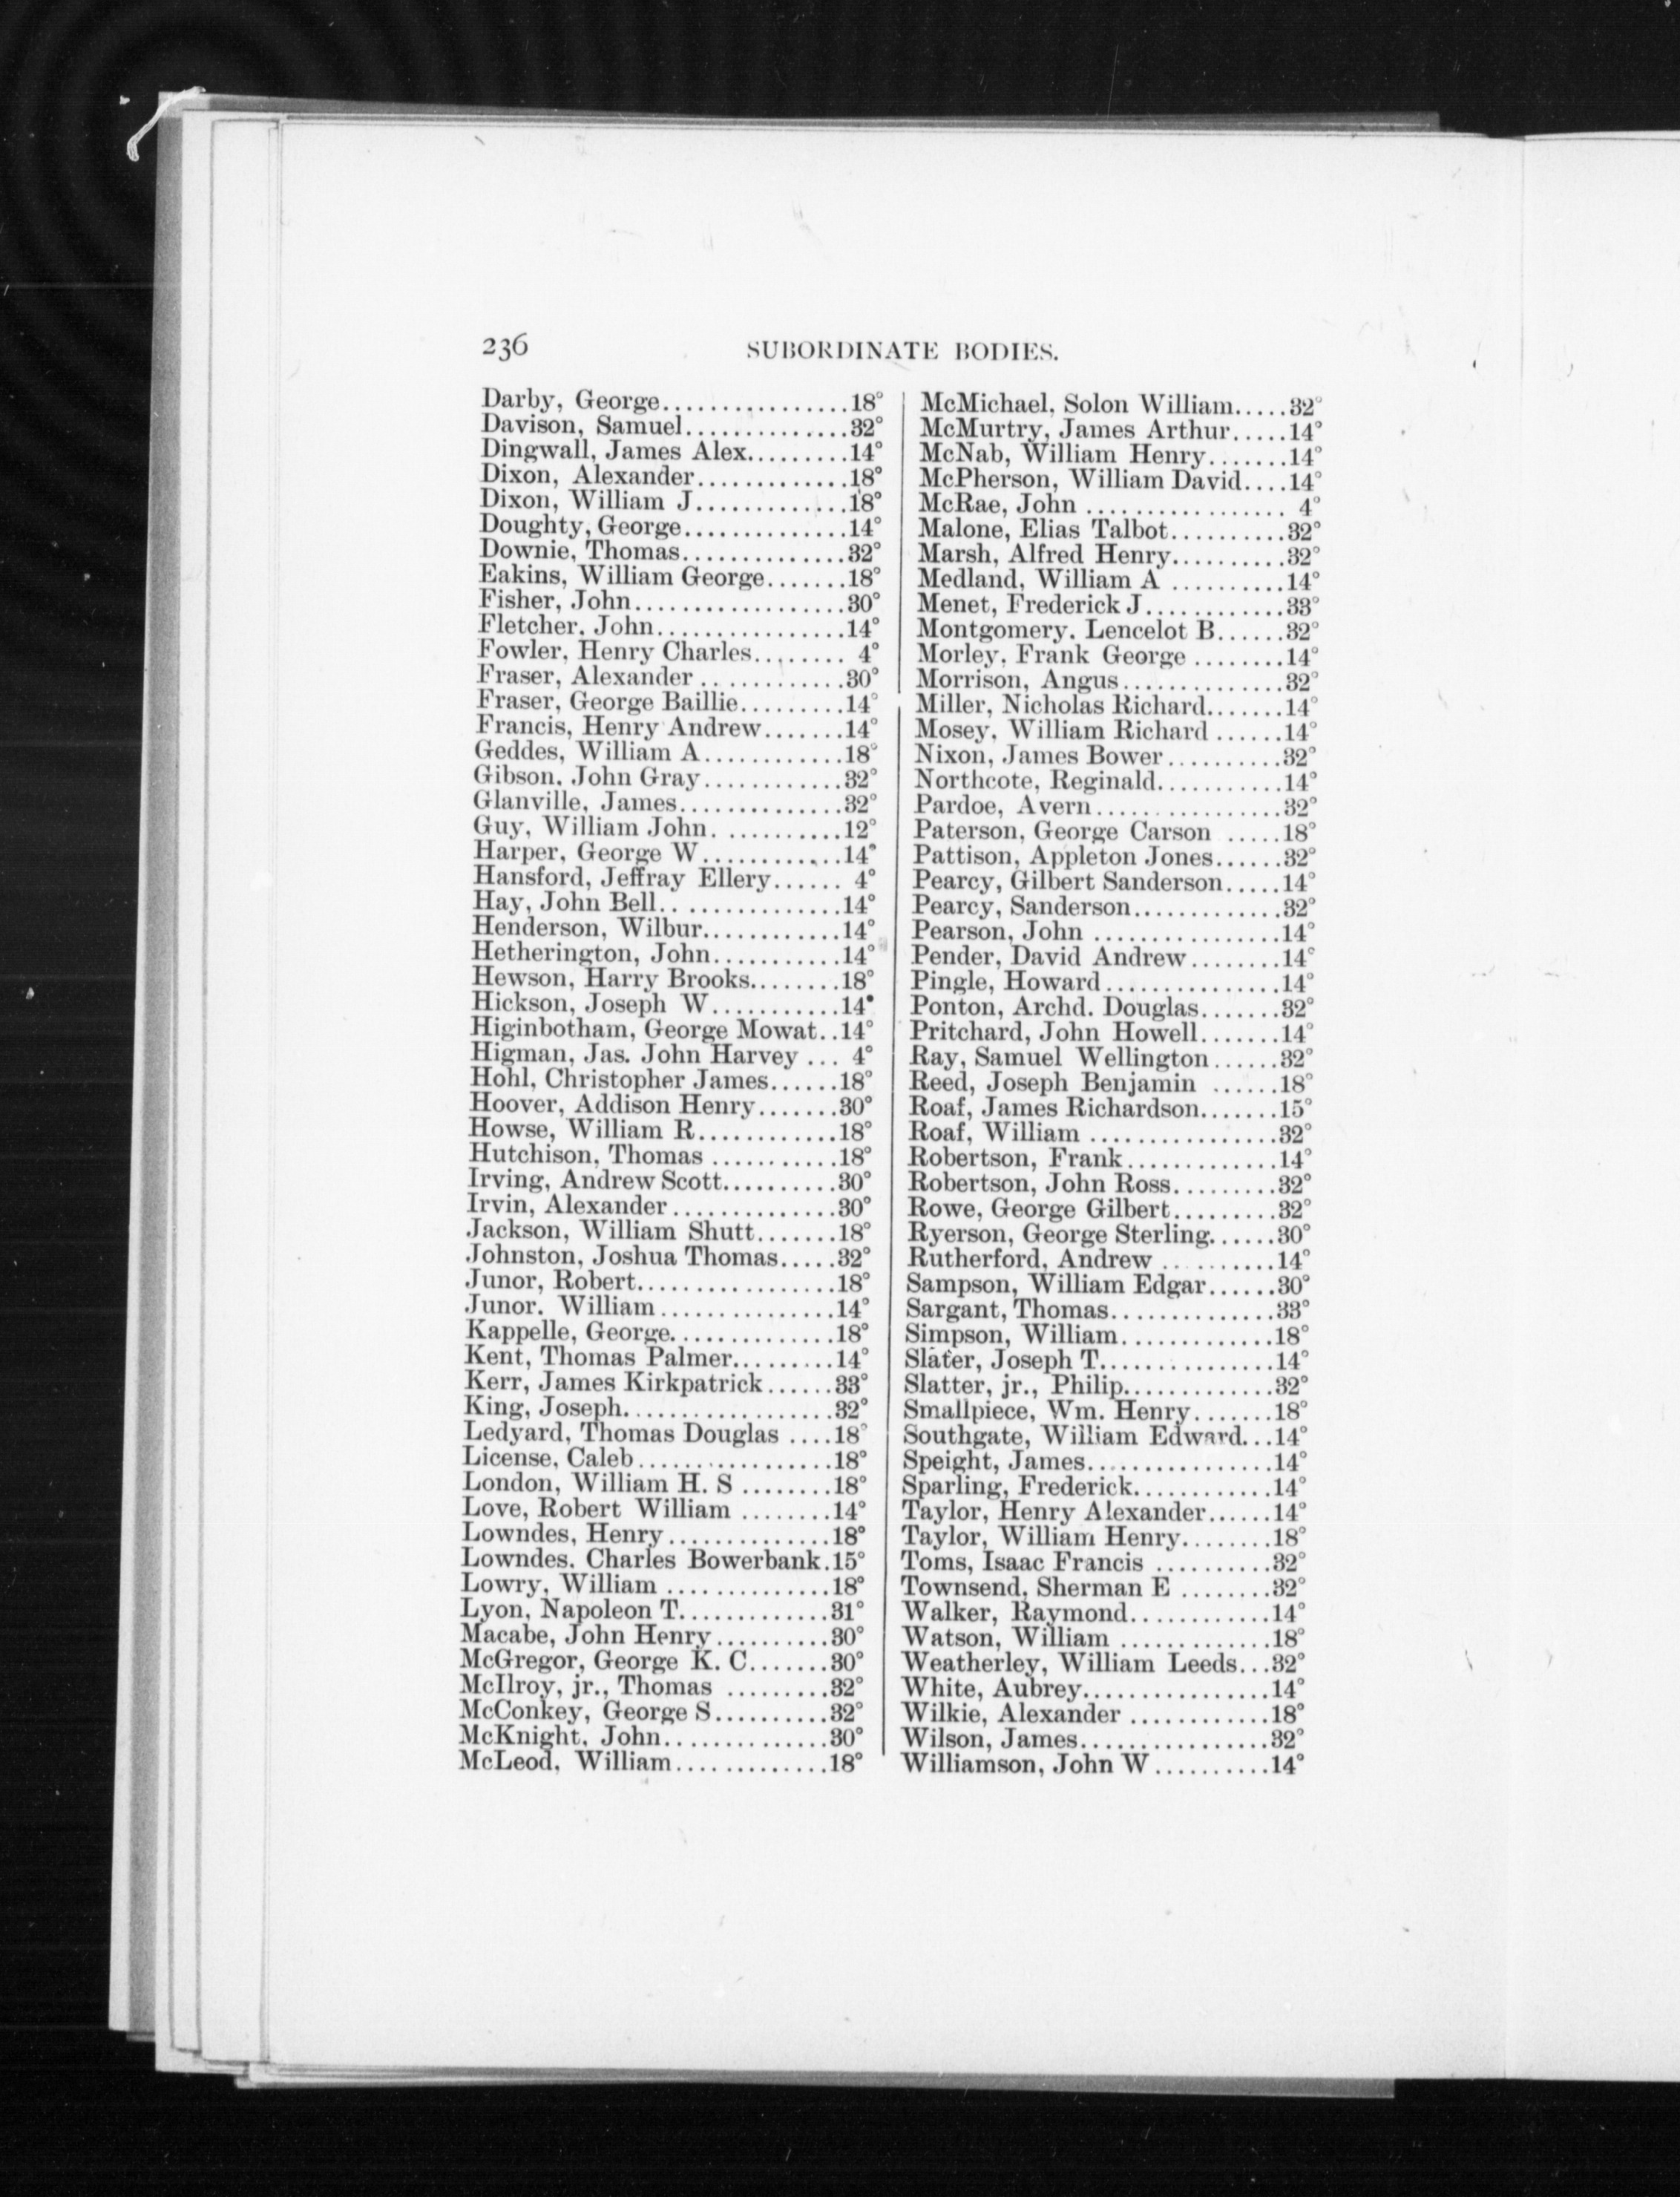 236
SUBORDINATE BODIES.
Darby, George................18°
Davison, Samuel..............32°
Dingwall, James Alex.........14°
Dixon, Alexander.............18°
Dixon, William J.............18°
Doughty, George..............14°
Downie, Thomas...............32°
Eakins, William George.......18°
Fisher, John..................30°
Fletcher. John................14°
Fowler, Henry Charles........ 4°
Fraser, Alexander ............30°
Fraser, George Baillie.........14°
Francis, Henry Andrew.......14°
Geddes, William A............18°
Gibson. John Gray............32°
Glanville, James..............32°
Guy, William John. ..........12°
Harper, George W............14°
Hansford, Jeffray Ellery...... 4°
Hay, John Bell.. .............14°
Henderson, Wilbur............14°
Hetherington, John...........14°
Hewson, Harry Brooks........18°
Hickson, Joseph W...........14°
Higinbotham, George Mowat..14°
Higman, Jas. John Harvey ... 4°
Hohl, Christopher James......18°
Hoover, Addison Henry.......30°
Howse, William R............18°
Hutchison, Thomas ...........18°
Irving, Andrew Scott..........30°
Irvin, Alexander..............30°
Jackson, William Shutt.......18°
Johnston, Joshua Thomas.....32°
Junor, Robert.................18°
Junor. William...............14°
Kappelle, George..............18°
Kent, Thomas Palmer.........14°
Kerr, James Kirkpatrick......33°
King, Joseph..................32°
Ledyard, Thomas Douglas ....18°
License, Caleb.................18°
London, William H. S ........18°
Love, Robert William ........14°
Lowndes, Henry..............18°
Lowndes. Charles Bowerbank.15°
Lowry, William ..............18°
Lyon, Napoleon T.............31°
Macabe, John Henry..........30°
McGregor, George K. C.......30°
McIlroy, jr., Thomas .........32°
McConkey, George S..........32°
McKnight, John..............30°
McLeod, William.............18°
McMichael, Solon William.....32°
McMurtry, James Arthur.....14°
McNab, William Henry.......14°
McPherson, William David....14°
McRae, John ................. 4°
Malone, Elias Talbot..........32°
Marsh, Alfred Henry..........32°
Medland, William A ..........14°
Menet, Frederick J............33°
Montgomery. Lencelot B......32°
Morley, Frank George ........14°
Morrison, Angus..............32°
Miller, Nicholas Richard.......14°
Mosey, William Richard ......14°
Nixon, James Bower..........32°
Northcote, Reginald...........14°
Pardoe, Avern................32°
Paterson, George Carson .....18°
Pattison, Appleton Jones......32°
Pearcy, Gilbert Sanderson.....14°
Pearcy, Sanderson.............32°
Pearson, John ................14°
Pender, David Andrew........14°
Pingle, Howard...............14°
Ponton, Archd. Douglas.......32°
Pritchard, John Howell.......14°
Ray, Samuel Wellington......32°
Reed, Joseph Benjamin ......18°
Roaf, James Richardson.......15°
Roaf, William ................32°
Robertson, Frank.............14°
Robertson, John Ross.........32°
Rowe, George Gilbert.........32°
Ryerson, George Sterling......30°
Rutherford, Andrew ..........14°
Sampson, William Edgar......30°
Sargant, Thomas..............33°
Simpson, William.............18°
Slater, Joseph T...............14°
Slatter, jr., Philip.............32°
Smallpiece, Wm. Henry.......18°
Southgate, William Edward...14°
Speight, James................14°
Sparling, Frederick............14°
Taylor, Henry Alexander......14°
Taylor, William Henry........18°
Toms, Isaac Francis ..........32°
Townsend, Sherman E ........32°
Walker, Raymond............14°
Watson, William .............18°
Weatherley, William Leeds...32°
White, Aubrey................14°
Wilkie, Alexander ............18°
Wilson, James................32°
Williamson, John W..........14°